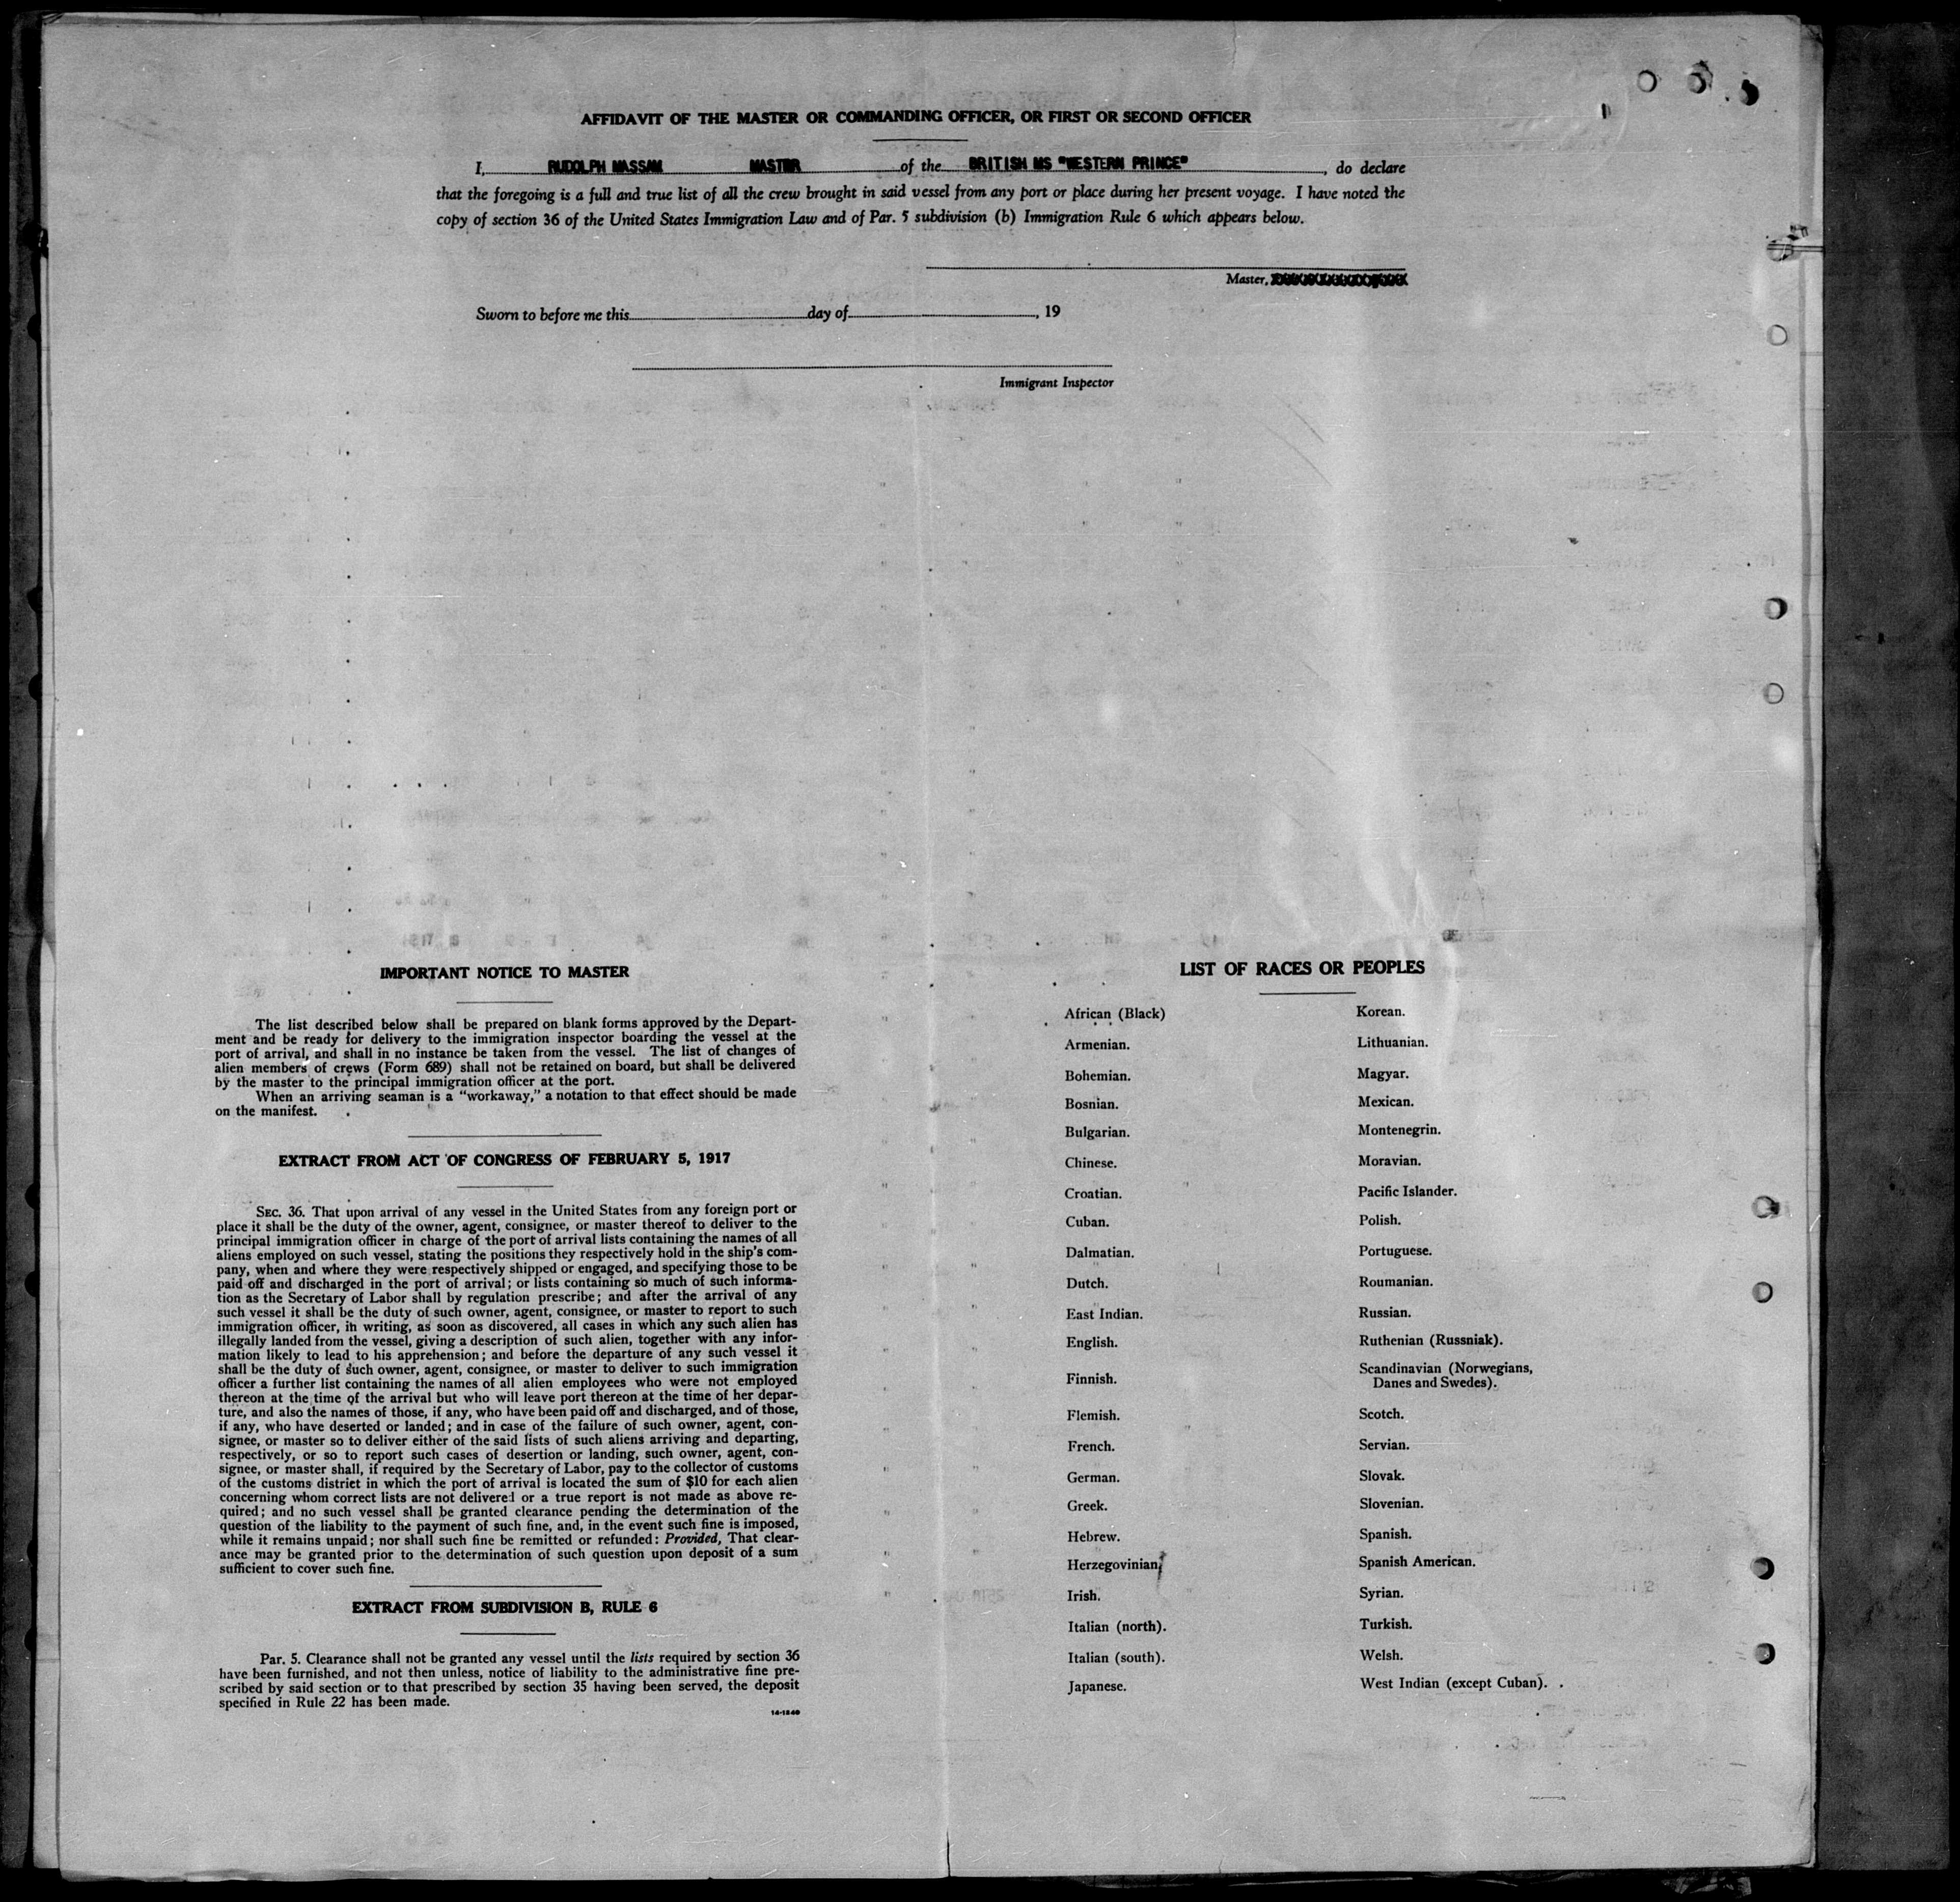 AFFIDAVIT OF THE MASTER OR COMMANDING OFFICER, OR FIRST OR SECOND OFFICER
I, RUDOLPH MASSAM MASTER of the BRITISH MS "WESTERN PRINCE", do declare
that the foregoing is a full and true list of all the crew brought in said vessel from any port or place during her present voyage. I have noted the
copy of section 36 of the United States Immigration Law and of Par. 5 subdivision (b) Immigration Rule 6 which appears below.
Master,
Sworn to before me this day of , 19
Immigrant Inspector
IMPORTANT NOTICE TO MASTER
The list described below shall be prepared on blank forms approved by the Depart-
ment and be ready for delivery to the immigration inspector boarding the vessel at the
port of arrival, and shall in no instance be taken from the vessel. The list of changes of
alien members of crews (Form 689) shall not be retained on board, but shall be delivered
by the master to the principal immigration officer at the port.
When an arriving seaman is a "workaway," a notation to that effect should be made
on the manifest.
EXTRACT FROM ACT OF CONGRESS OF FEBRUARY 5, 1917
SEC. 36. That upon arrival of any vessel in the United States from any foreign port or
place it shall be the duty of the owner, agent, consignee, or master thereof to deliver to the
principal immigration officer in charge of the port of arrival lists containing the names of all
aliens employed on such vessel, stating the positions they respectively hold in the ship's com-
pany, when and where they were respectively shipped or engaged, and specifying those to be
paid off and discharged in the port of arrival; or lists containing so much of such informa-
tion as the Secretary of Labor shall by regulation prescribe; and after the arrival of any
such vessel it shall be the duty of such owner, agent, consignee, or master to report to such
immigration officer, in writing, as soon as discovered, all cases in which any such alien has
illegally landed from the vessel, giving a description of such alien, together with any infor-
mation likely to lead to his apprehension; and before the departure of any such vessel it
shall be the duty of such owner, agent, consignee, or master to deliver to such immigration
officer a further list containing the names of all alien employees who were not employed
thereon at the time of the arrival but who will leave port thereon at the time of her depar-
ture, and also the names of those, if any, who have been paid off and discharged, and of those,
if any, who have deserted or landed; and in case of the failure of such owner, agent, con-
signee, or master so to deliver either of the said lists of such aliens arriving and departing,
respectively, or so to report such cases of desertion or landing, such owner, agent, con-
signee, or master shall, if required by the Secretary of Labor, pay to the collector of customs
of the customs district in which the port of arrival is located the sum of $10 for each alien
concerning whom correct lists are not delivered or a true report is not made as above re-
quired; and no such vessel shall be granted clearance pending the determination of the
question of the liability to the payment of such fine, and, in the event such fine is imposed,
while it remains unpaid; nor shall such fine be remitted or refunded: Provided, That clear-
ance may be granted prior to the determination of such question upon deposit of a sum
sufficient to cover such fine.
EXTRACT FROM SUBDIVISION B, RULE 6
Par. 5. Clearance shall not be granted any vessel until the lists required by section 36
have been furnished, and not then unless, notice of liability to the administrative fine pre-
scribed by said section or to that prescribed by section 35 having been served, the deposit
specified in Rule 22 has been made.
14-1240
LIST OF RACES OR PEOPLES
African (Black)
Armenian.
Bohemian.
Bosnian.
Bulgarian.
Chinese.
Croatian.
Cuban.
Dalmatian.
Dutch.
East Indian.
English.
Finnish.
Flemish.
French.
German.
Greek.
Hebrew.
Herzegovinian.
Irish.
Italian (north).
Italian (south).
Japanese.
Korean.
Lithuanian.
Magyar.
Mexican.
Montenegrin.
Moravian.
Pacific Islander.
Polish.
Portuguese.
Roumanian.
Russian.
Ruthenian (Russniak).
Scandinavian (Norwegians,
Danes and Swedes).
Scotch.
Servian.
Slovak.
Slovenian.
Spanish.
Spanish American.
Syrian.
Turkish.
Welsh.
West Indian (except Cuban).